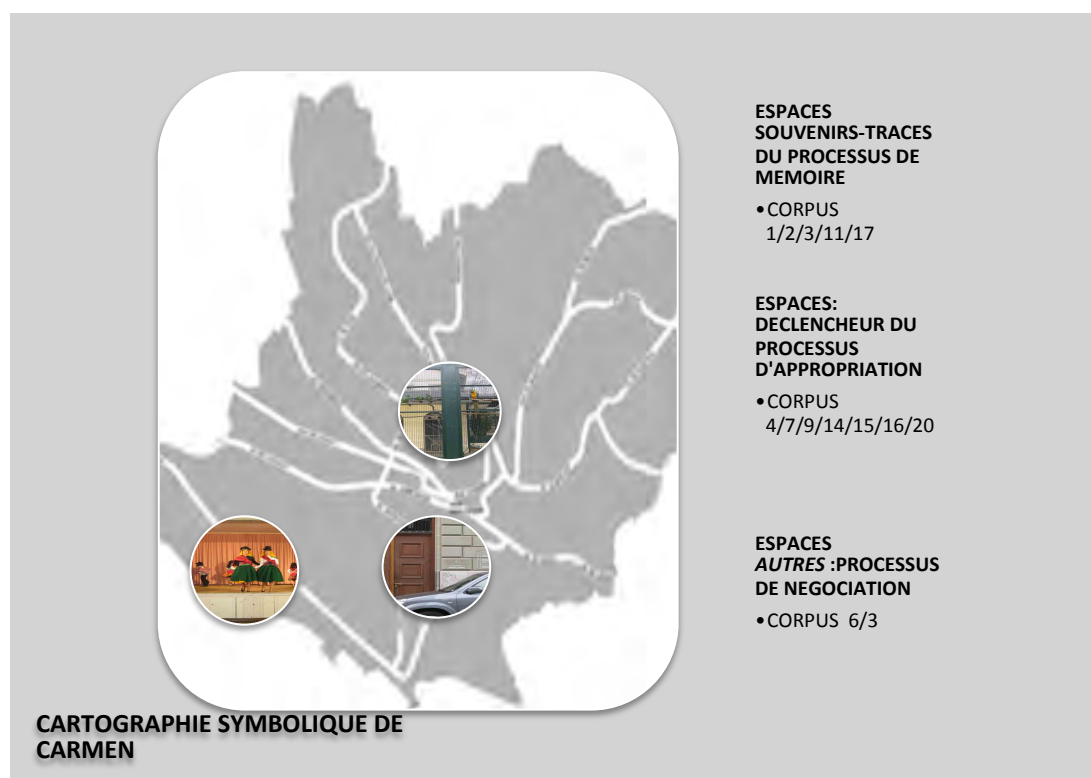 ESPACES
SOUVENIRS-TRACES
DU PROCESSUS DE
MEMOIRE
•CORPUS
1/2/3/11/17
ESPACES:
DECLENCHEUR DU
PROCESSUS
D'APPROPRIATION
•CORPUS
4/7/9/14/15/16/20
ESPACES
AUTRES :PROCESSUS
DE NEGOCIATION
•CORPUS 6/3
CARTOGRAPHIE SYMBOLIQUE DE
CARMEN